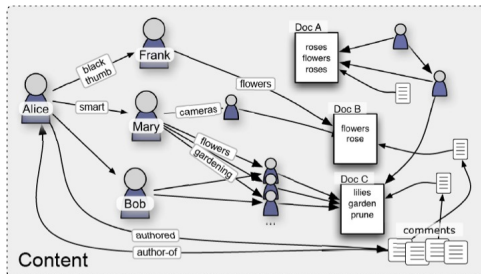 Doc A
roses
flowers
roses
Frank
black
thumb
flowers
Alice
smart
Mary
cameras
Doc B
flowers
rose
flowers
gardening
Doc C
lilies
garden
prune
Bob
...
comments
authored
author-of
Content